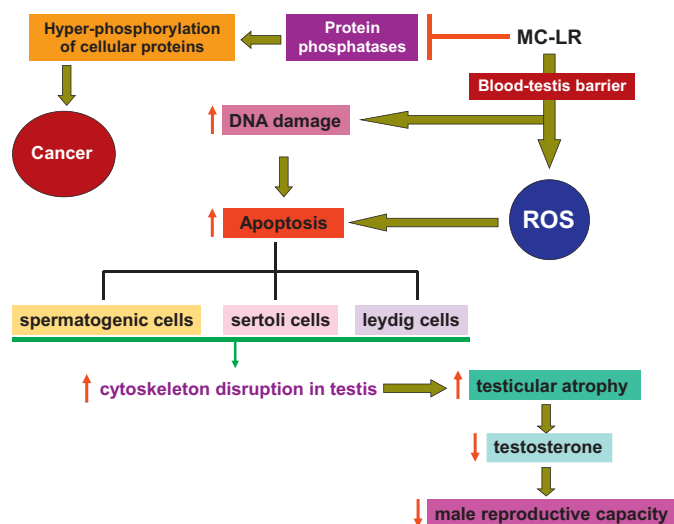 Hyper-phosphorylation
of cellular proteins
Protein
phosphatases
MC-LR
Blood-testis barrier
DNA damage
Cancer
ROS
Apoptosis
spermatogenic cells
sertoli cells
leydig cells
cytoskeleton disruption in testis
testicular atrophy
testosterone
male reproductive capacity